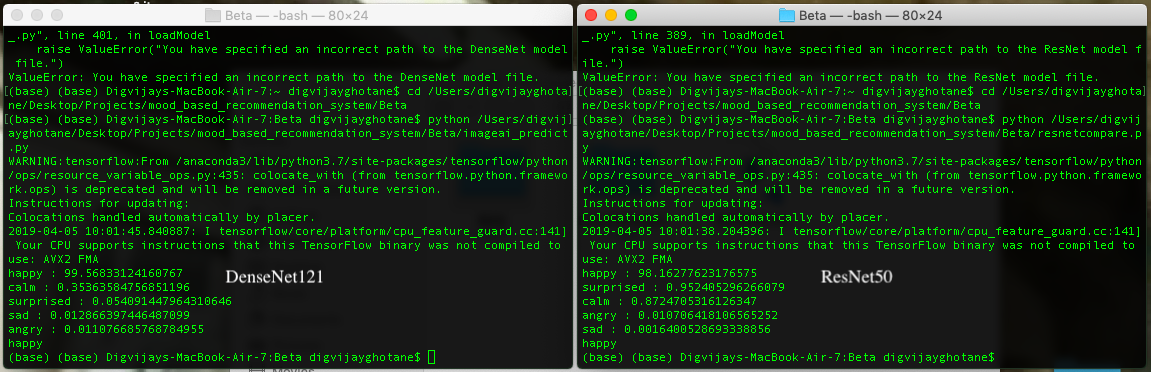 Beta — -bash — 80×24
_.py", line 401, in loadModel
    raise ValueError("You have specified an incorrect path to the DenseNet model
 file.")
ValueError: You have specified an incorrect path to the DenseNet model file.
[(base) (base) Digvijays-MacBook-Air-7:~ digvijayghotane$ cd /Users/digvijayghota]
ne/Desktop/Projects/mood_based_recommendation_system/Beta
[(base) (base) Digvijays-MacBook-Air-7:Beta digvijayghotane$ python /Users/digvij]
ayghotane/Desktop/Projects/mood_based_recommendation_system/Beta/imageai_predict
.py
WARNING:tensorflow:From /anaconda3/lib/python3.7/site-packages/tensorflow/python
/ops/resource_variable_ops.py:435: colocate_with (from tensorflow.python.framewo
rk.ops) is deprecated and will be removed in a future version.
Instructions for updating:
Colocations handled automatically by placer.
2019-04-05 10:01:45.840887: I tensorflow/core/platform/cpu_feature_guard.cc:141]
 Your CPU supports instructions that this TensorFlow binary was not compiled to
use: AVX2 FMA
happy : 99.56833124160767
calm : 0.35363584756851196
surprised : 0.054091447964310646
sad : 0.012866397446487099
angry : 0.011076685768784955
happy
(base) (base) Digvijays-MacBook-Air-7:Beta digvijayghotane$
DenseNet121
Movies
Beta — -bash — 80×24
_.py", line 389, in loadModel
    raise ValueError("You have specified an incorrect path to the ResNet model f
ile.")
ValueError: You have specified an incorrect path to the ResNet model file.
[(base) (base) Digvijays-MacBook-Air-7:~ digvijayghotane$ cd /Users/digvijayghota]
ne/Desktop/Projects/mood_based_recommendation_system/Beta
[(base) (base) Digvijays-MacBook-Air-7:Beta digvijayghotane$ python /Users/digvij]
ayghotane/Desktop/Projects/mood_based_recommendation_system/Beta/resnetcompare.p
y
WARNING:tensorflow:From /anaconda3/lib/python3.7/site-packages/tensorflow/python
/ops/resource_variable_ops.py:435: colocate_with (from tensorflow.python.framewo
rk.ops) is deprecated and will be removed in a future version.
Instructions for updating:
Colocations handled automatically by placer.
2019-04-05 10:01:38.204396: I tensorflow/core/platform/cpu_feature_guard.cc:141]
 Your CPU supports instructions that this TensorFlow binary was not compiled to
use: AVX2 FMA
happy : 98.16277623176575
surprised : 0.952405296266079
calm : 0.8724705316126347
angry : 0.010706418106565252
sad : 0.0016400528693338856
happy
(base) (base) Digvijays-MacBook-Air-7:Beta digvijayghotane$
ResNet50